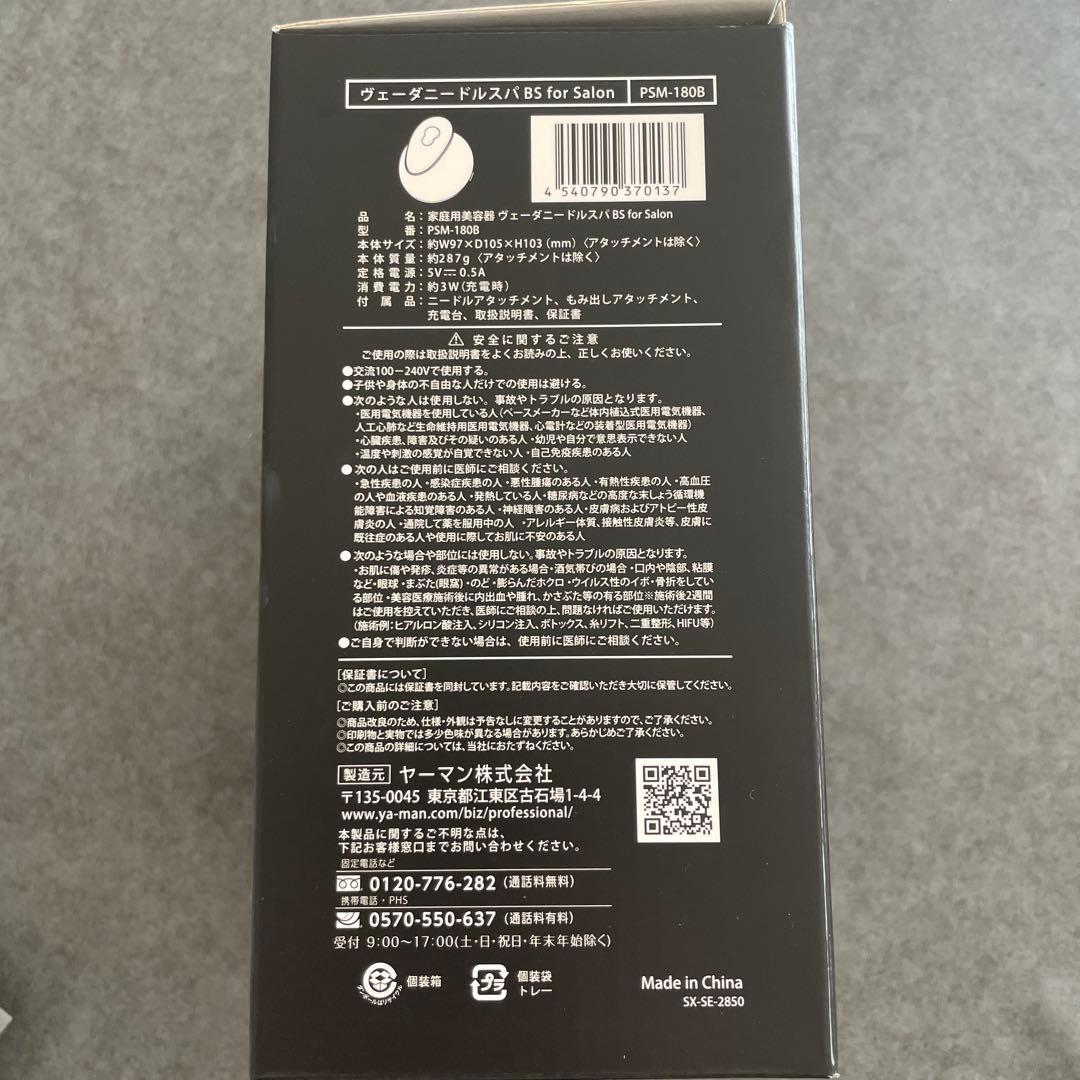 ヴェーダニードルスパ BS for Salon PSM-180B
4 540790 370137
品名：家庭用美容器 ヴェーダニードルスパ BS for Salon
型番：PSM-180B
本体サイズ：約W97×D105×H103（mm）〈アタッチメントは除く〉
本体質量：約287g〈アタッチメントは除く〉
定格電源：5V⎓0.5A
消費電力：約3W（充電時）
付属品：ニードルアタッチメント、もみ出しアタッチメント、
充電台、取扱説明書、保証書
⚠ 安全に関するご注意
ご使用の際は取扱説明書をよくお読みの上、正しくお使いください。
●交流100－240Vで使用する。
●子供や身体の不自由な人だけでの使用は避ける。
●次のような人は使用しない。事故やトラブルの原因となります。
・医用電気機器を使用している人（ペースメーカーなど体内植込式医用電気機器、
人工心肺など生命維持用医用電気機器、心電計などの装着型医用電気機器）
・心臓疾患、障害及びその疑いのある人・幼児や自分で意思表示できない人
・温度や刺激の感覚が自覚できない人・自己免疫疾患のある人
●次の人はご使用前に医師にご相談ください。
・急性疾患の人・感染症疾患の人・悪性腫瘍のある人・有熱性疾患の人・高血圧
の人や血液疾患のある人・発熱している人・糖尿病などの高度な末しょう循環機
能障害による知覚障害のある人・神経障害のある人・皮膚病およびアトピー性皮
膚炎の人・通院して薬を服用中の人 ・アレルギー体質、接触性皮膚炎等、皮膚に
既往症のある人や使用に際してお肌に不安のある人
●次のような場合や部位には使用しない。事故やトラブルの原因となります。
・お肌に傷や発疹、炎症等の異常がある場合・酒気帯びの場合・口内や陰部、粘膜
など・眼球・まぶた(眼窩)・のど・膨らんだホクロ・ウイルス性のイボ・骨折をしてい
る部位・美容医療施術後に内出血や腫れ、かさぶた等の有る部位※施術後2週間
はご使用を控えていただき、医師にご相談の上、問題なければご使用いただけます。
（施術例：ヒアルロン酸注入、シリコン注入、ボトックス、糸リフト、二重整形、HIFU等）
●ご自身で判断ができない場合は、使用前に医師にご相談ください。
[保証書について]
◎この商品には保証書を同封しています。記載内容をご確認いただき大切に保管してください。
[ご購入前のご注意]
◎商品改良のため、仕様・外観は予告なしに変更することがありますので、ご了承ください。
◎印刷物と実物では多少色味が異なる場合があります。あらかじめご了承ください。
◎この商品の詳細については、当社におたずねください。
製造元 ヤーマン株式会社
〒135-0045 東京都江東区古石場1-4-4
www.ya-man.com/biz/professional/
本製品に関するご不明な点は、
下記お客様窓口までお問い合わせください。
固定電話など
0120-776-282（通話料無料）
携帯電話・PHS
0570-550-637（通話料有料）
受付 9:00～17:00(土・日・祝日・年末年始除く)
ダンボールはリサイクル 個装箱
プラ 個装袋
トレー
Made in China
SX-SE-2850